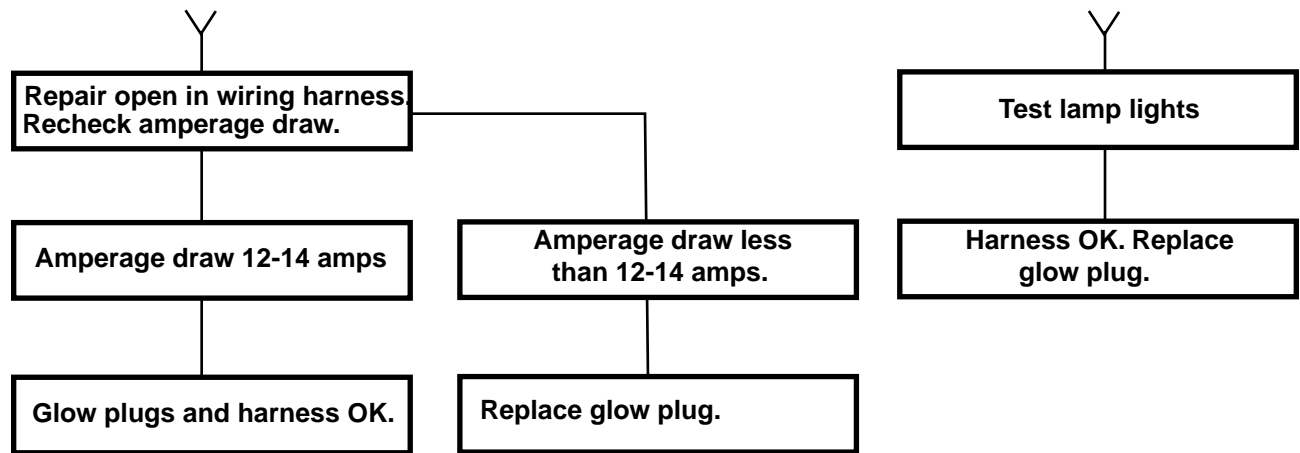 Repair open in wiring harness.
Recheck amperage draw.
Test lamp lights
Amperage draw 12-14 amps
Amperage draw less
than 12-14 amps.
Harness OK. Replace
glow plug.
Glow plugs and harness OK.
Replace glow plug.